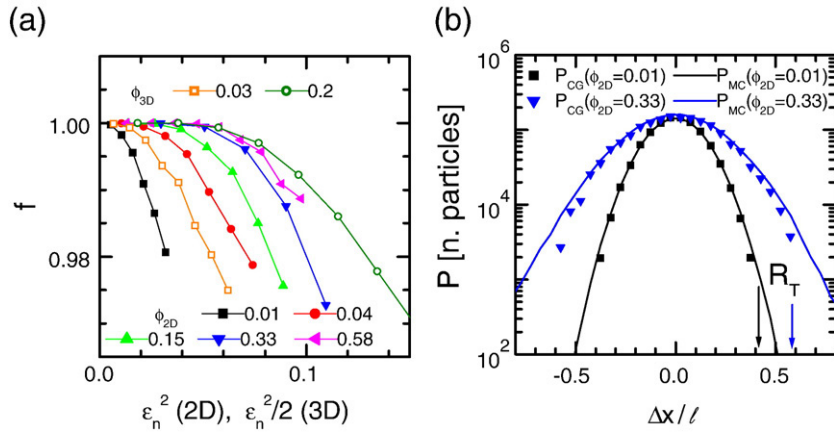 (a)
ϕ3D 0.03 0.2
1.00
0.98
f
ϕ2D 0.01 0.04
0.15 0.33 0.58
0.0 0.1
εn² (2D), εn²/2 (3D)
(b)
10⁶
10⁴
10²
P [n. particles]
PCG(ϕ2D=0.01) PMC(ϕ2D=0.01)
PCG(ϕ2D=0.33) PMC(ϕ2D=0.33)
RT
-0.5 0.0 0.5
Δx/ℓ